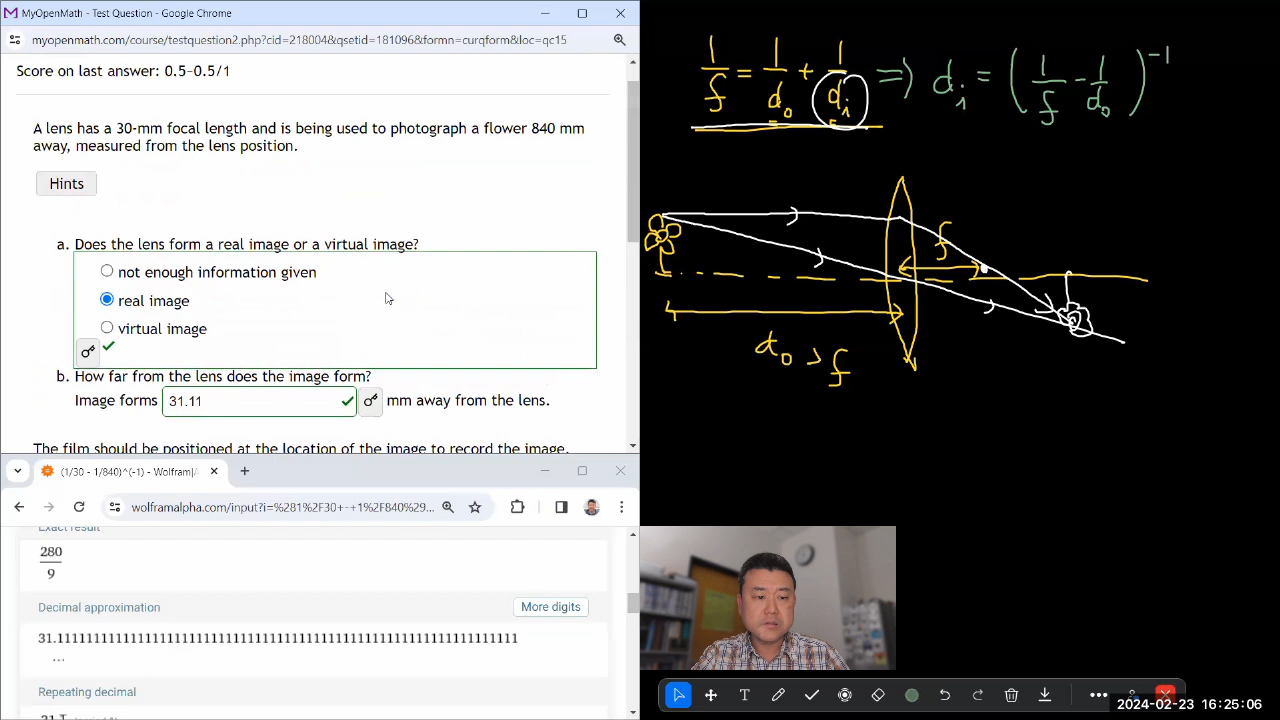 MyOpenMath - Test Question - Google Chrome
myopenmath.com/course/testquestion2.php?cid=218004&qsetid=181096&formn=curqform&loc=qc15
Score on last answer: 0.5-0.5/1
A lens has a 30 mm focal length and is being used to photograph a flower 840 mm
away, measured from the lens position.
Hints
a. Does the lens form a real image or a virtual image?
not enough information given
real image
virtual image
b. How far from the lens does the image form?
Image forms 31.11 mm away from the lens.
The film should be positioned at the location of the image to record the image.
(1/30 - 1/840)^(-1) - Wolfram|A
wolframalpha.com/input?i=%281%2F30+-+1%2F840%29...
Exact result
280
9
Decimal approximation
More digits
...
Repeating decimal
1/f = 1/d₀ + 1/dᵢ ⇒ dᵢ = (1/f - 1/d₀)⁻¹
f
d₀ > f
T
2024-02-23 16:25:06